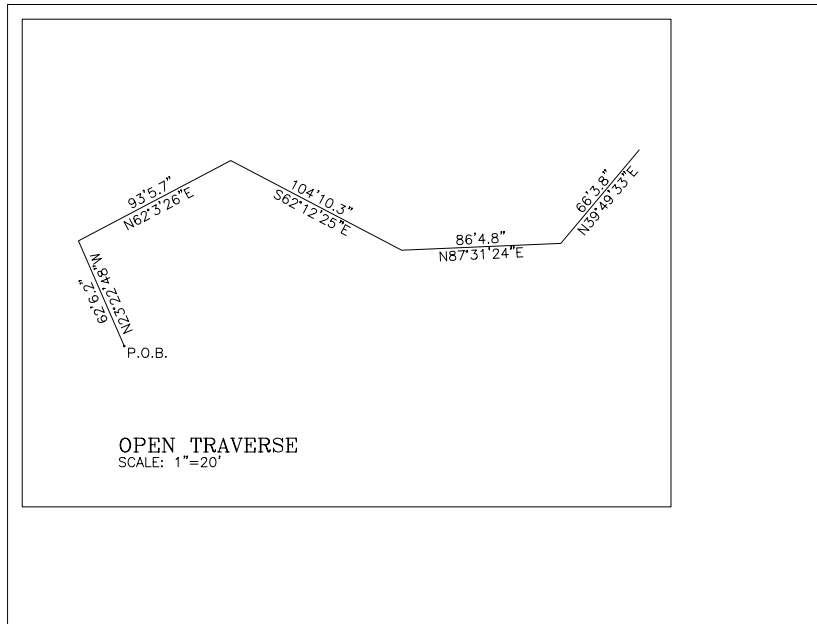 93'5.7"
N62°3'26"E
104'10.3"
S62°12'25"E
86'4.8"
N87°31'24"E
66'3.8"
N39°49'33"E
62'6.2"
N23°22'48"W
P.O.B.
OPEN TRAVERSE
SCALE: 1"=20'